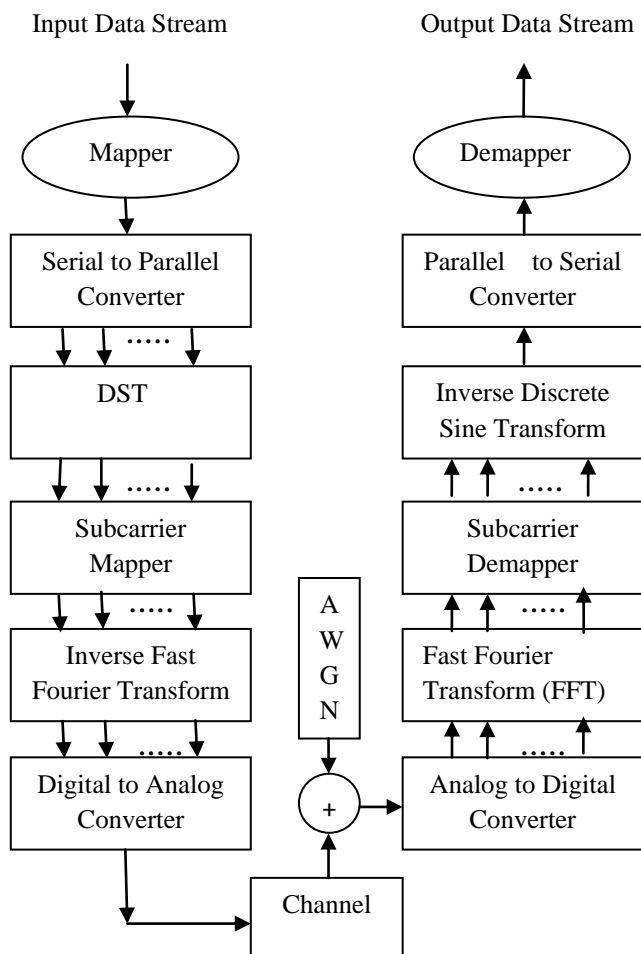 Input Data Stream
Mapper
Serial to Parallel
Converter
.....
DST
.....
Subcarrier
Mapper
.....
Inverse Fast
Fourier Transform
.....
Digital to Analog
Converter
Channel
A
W
G
N
+
Output Data Stream
Demapper
Parallel to Serial
Converter
Inverse Discrete
Sine Transform
.....
Subcarrier
Demapper
.....
Fast Fourier
Transform (FFT)
.....
Analog to Digital
Converter